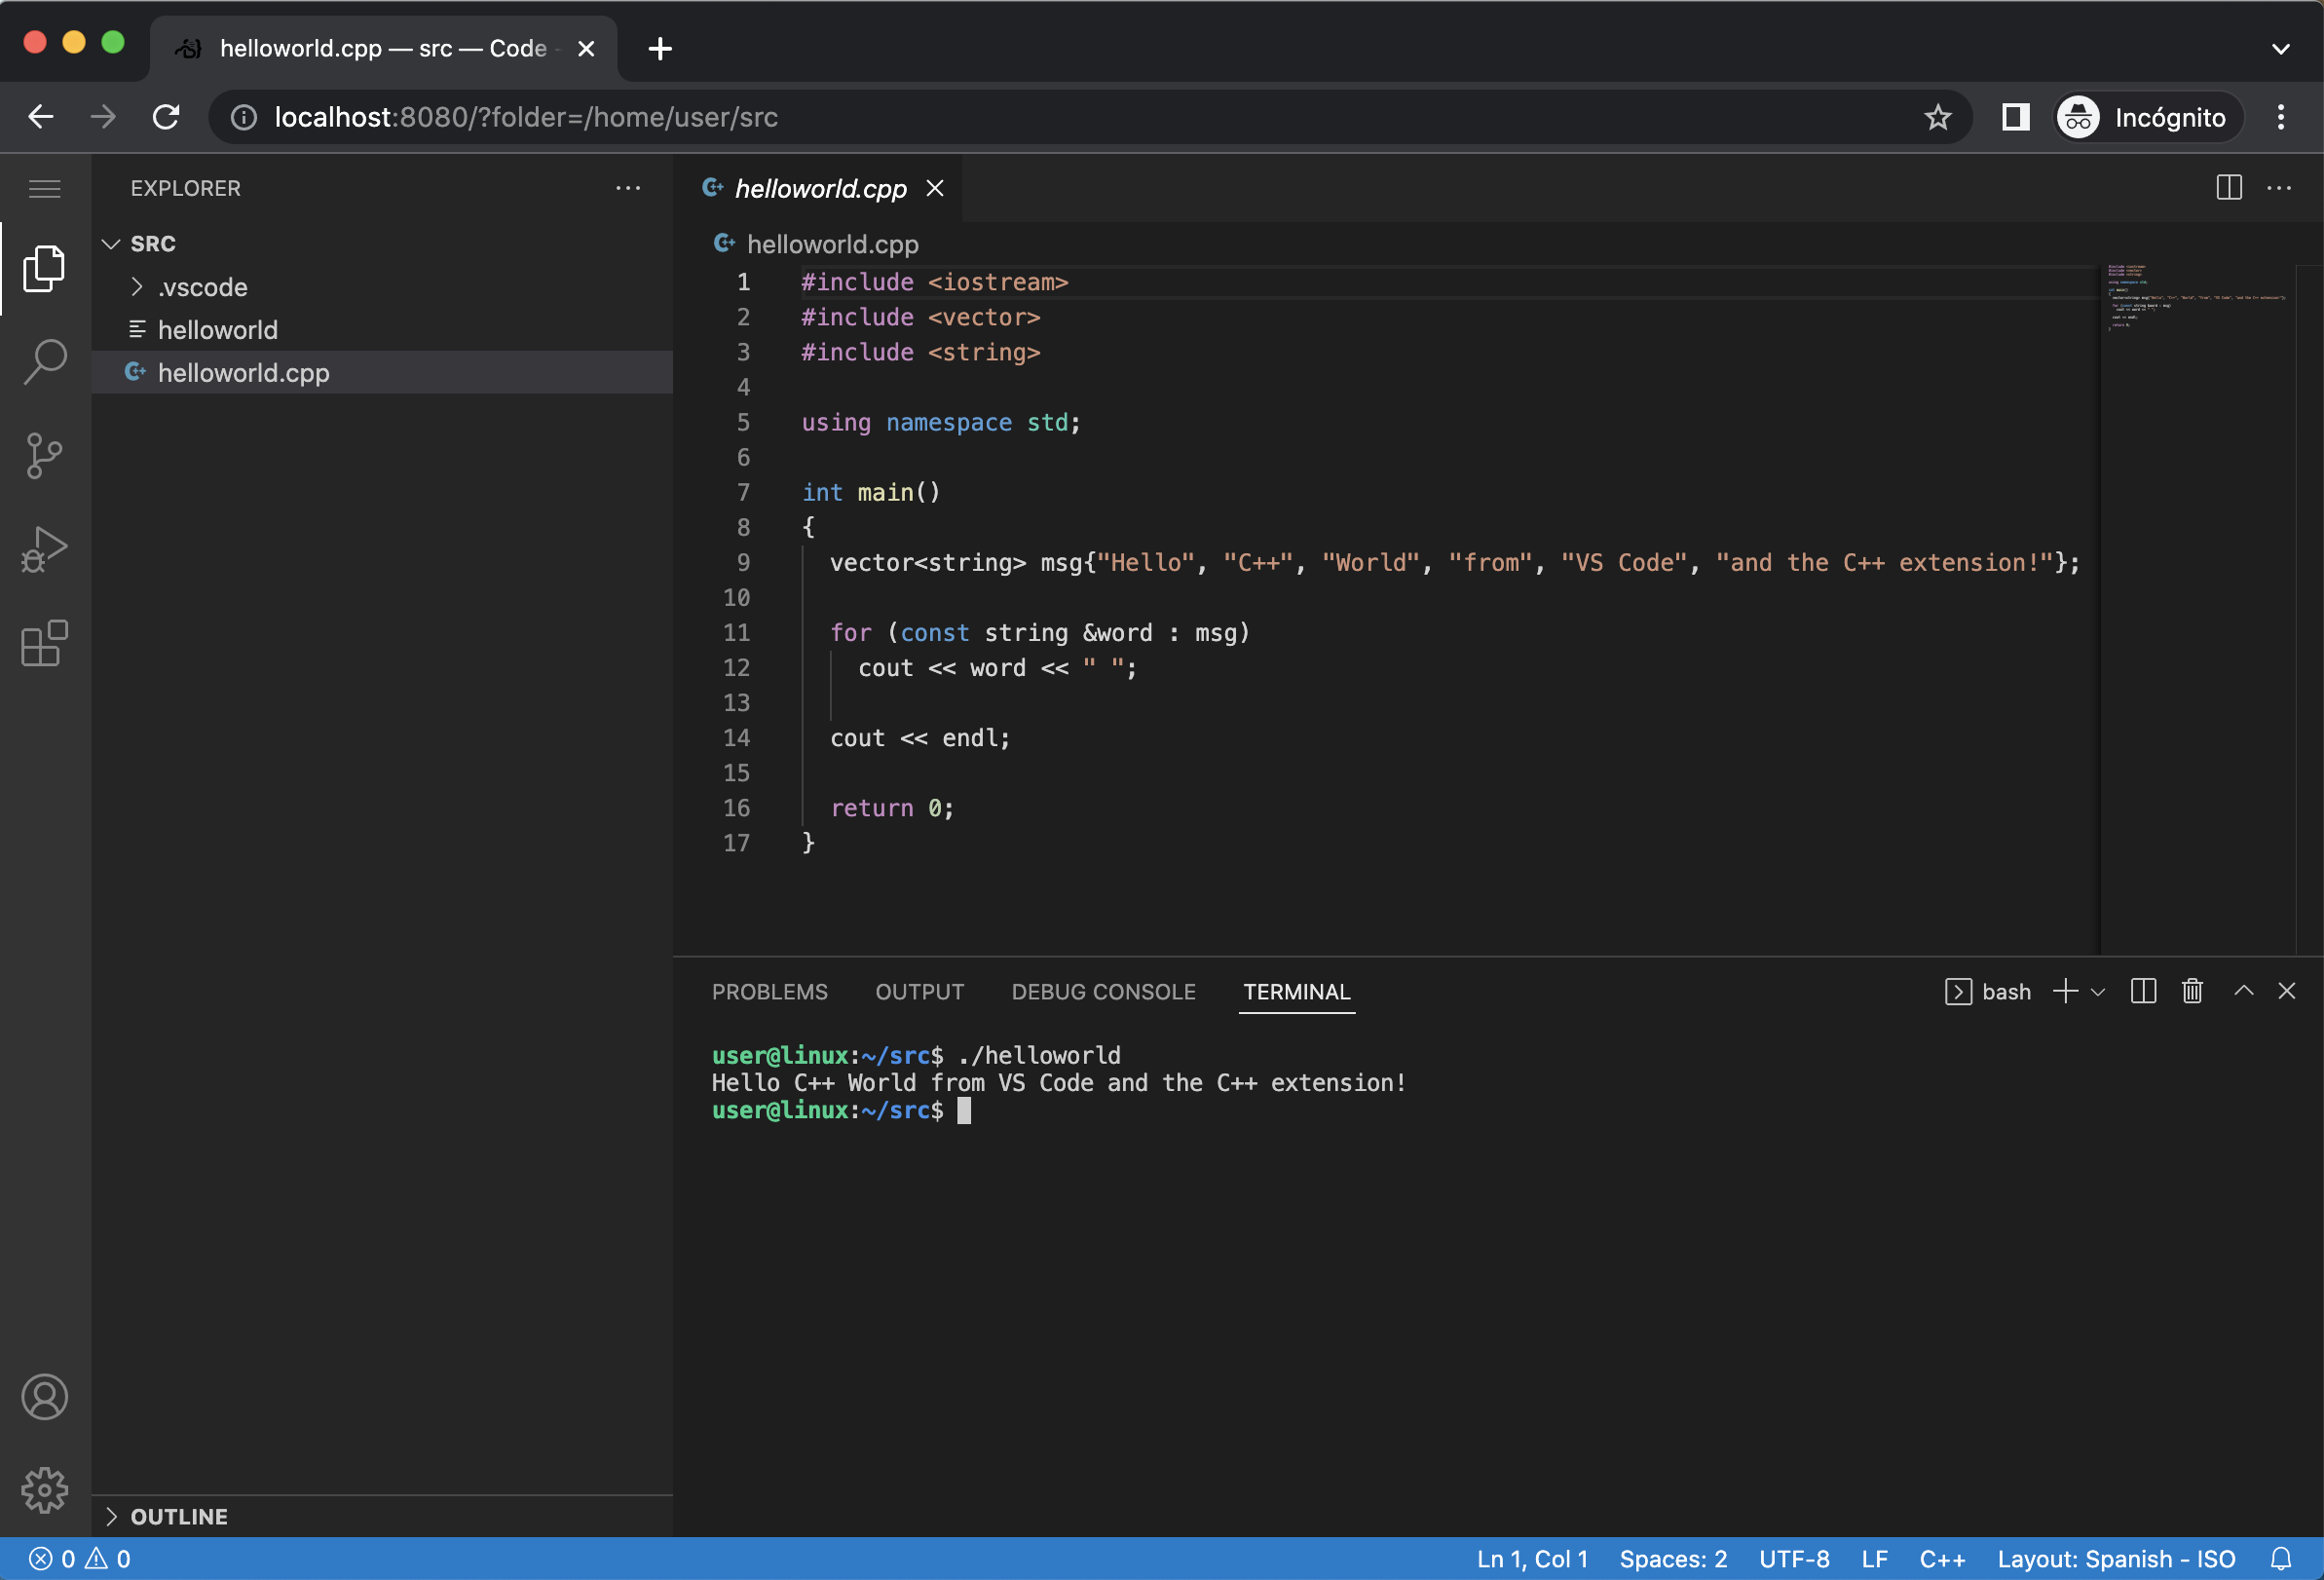 helloworld.cpp — src — Code
localhost:8080/?folder=/home/user/src
Incógnito
EXPLORER
SRC
.vscode
helloworld
helloworld.cpp
OUTLINE
helloworld.cpp
helloworld.cpp
1 #include <iostream>
2 #include <vector>
3 #include <string>
4
5 using namespace std;
6
7 int main()
8 {
9 vector<string> msg{"Hello", "C++", "World", "from", "VS Code", "and the C++ extension!"};
10
11 for (const string &word : msg)
12 cout << word << " ";
13
14 cout << endl;
15
16 return 0;
17 }
PROBLEMS OUTPUT DEBUG CONSOLE TERMINAL bash
user@linux:~/src$ ./helloworld
Hello C++ World from VS Code and the C++ extension!
user@linux:~/src$
0 0 Ln 1, Col 1 Spaces: 2 UTF-8 LF C++ Layout: Spanish - ISO